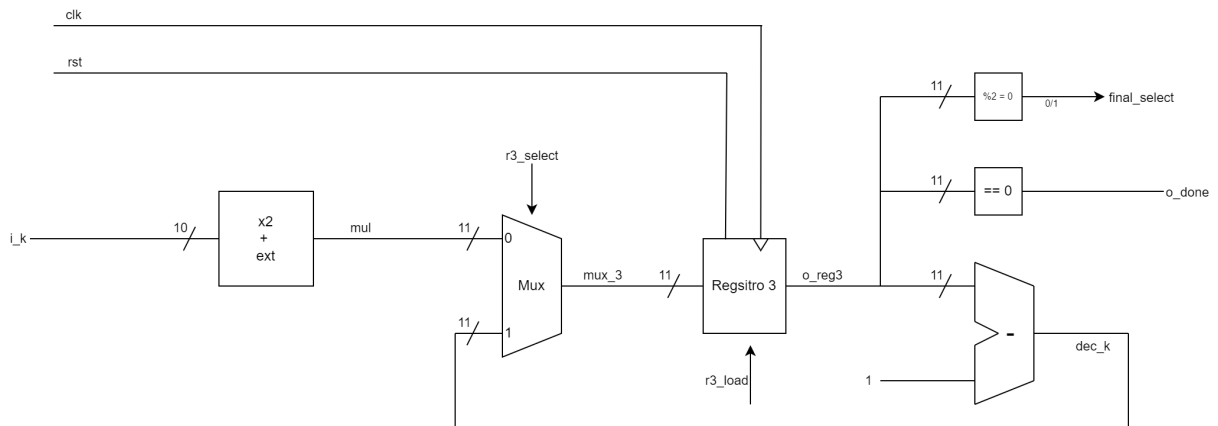 clk
rst
11
%2 = 0
0/1
final_select
r3_select
11
== 0
o_done
i_k
10
x2
+
ext
mul
11
0
Mux
1
11
mux_3
11
Regsitro 3
o_reg3
11
-
dec_k
r3_load
1